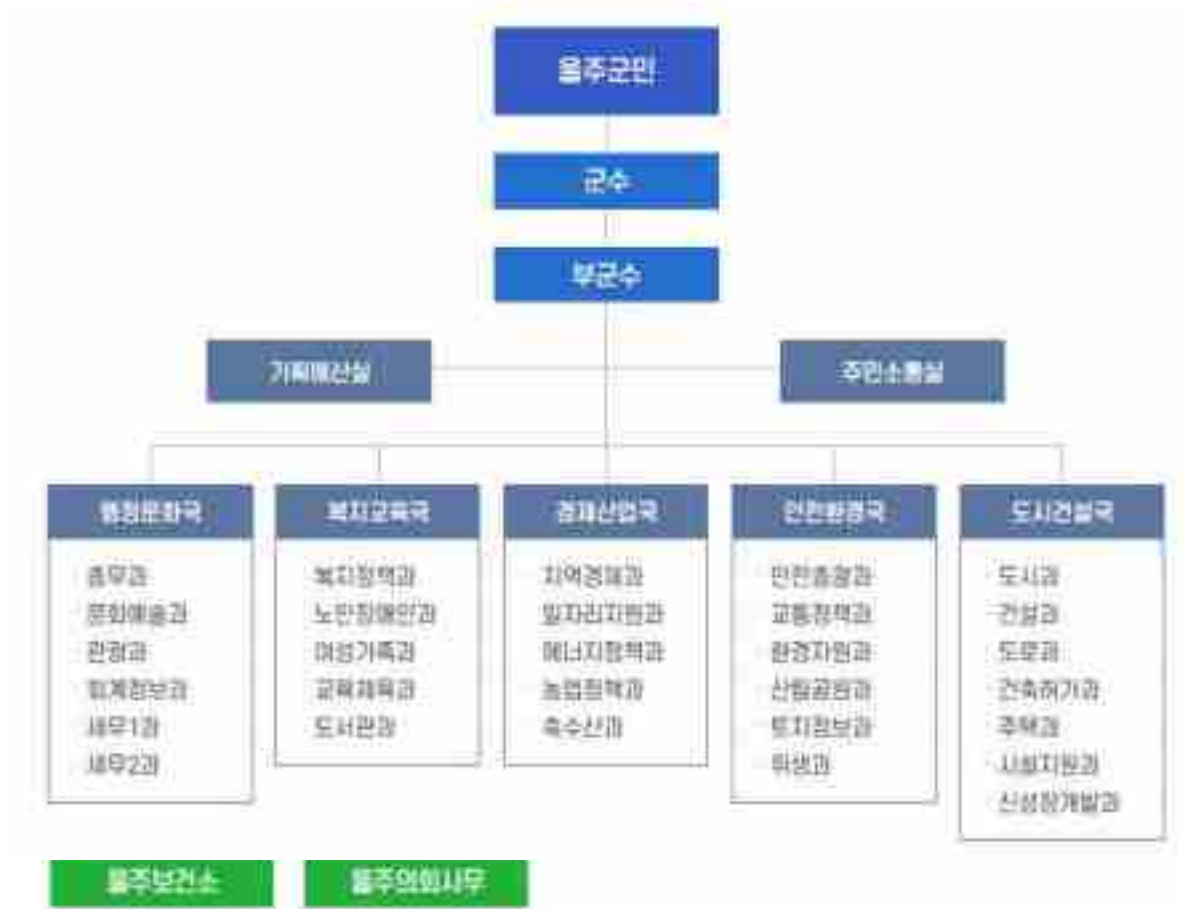 울주군민
군수
부군수
기획예산실
주민소통실
행정문화국
총무과
문화예술과
관광과
회계정보과
세무1과
세무2과
복지교육국
복지정책과
노인장애인과
여성가족과
교육체육과
도서관과
경제산업국
지역경제과
일자리지원과
에너지정책과
농업정책과
축수산과
안전환경국
안전총괄과
교통정책과
환경자원과
산림공원과
토지정보과
위생과
도시건설국
도시과
건설과
도로과
건축허가과
주택과
시설지원과
신성장개발과
울주보건소
울주의회사무